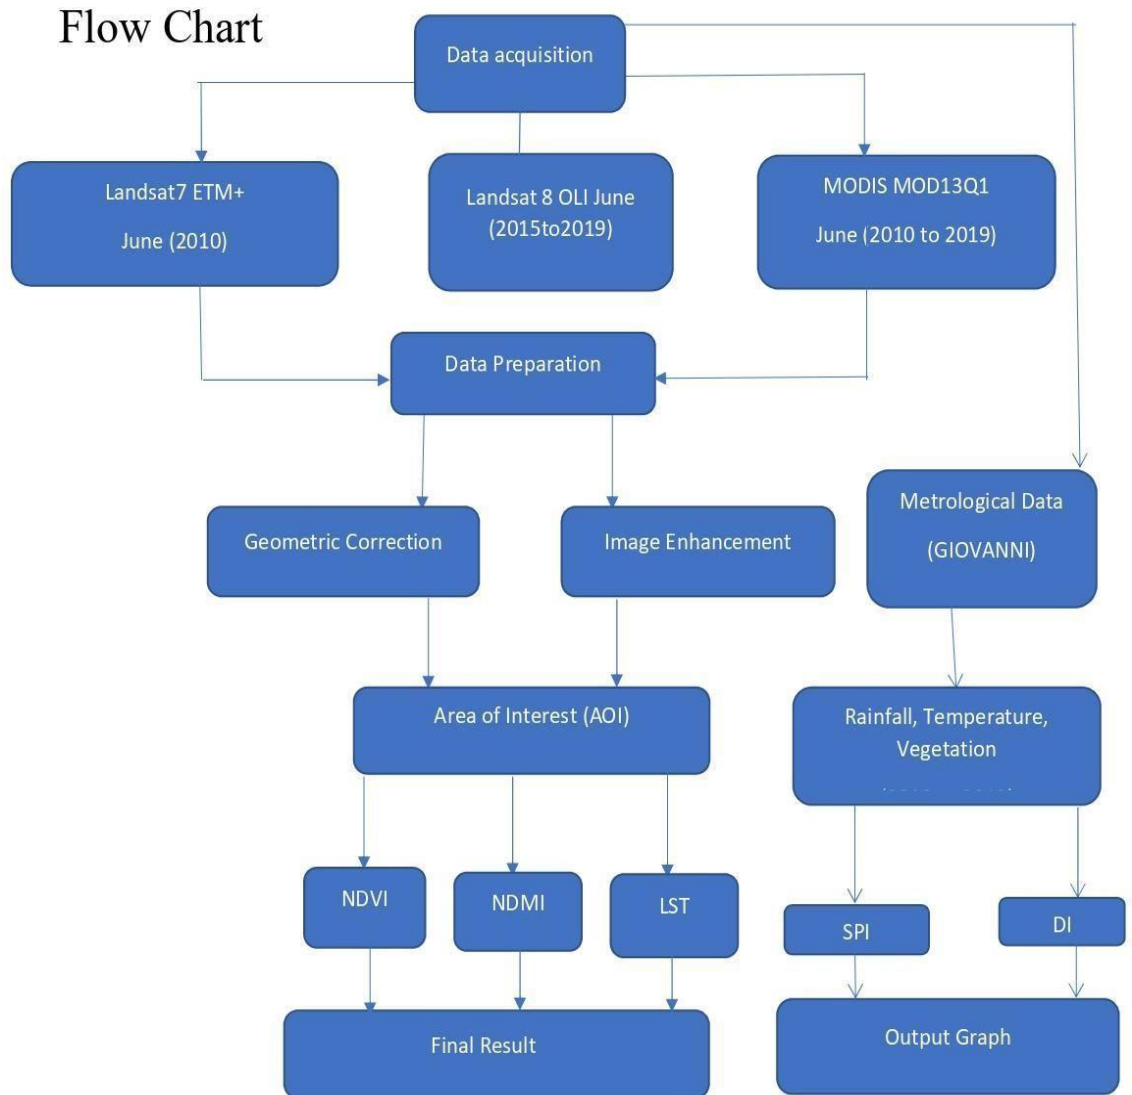 Flow Chart
Data acquisition
Landsat7 ETM+
June (2010)
Landsat 8 OLI June
(2015to2019)
MODIS MOD13Q1
June (2010 to 2019)
Data Preparation
Geometric Correction
Image Enhancement
Metrological Data
(GIOVANNI)
Area of Interest (AOI)
Rainfall, Temperature,
Vegetation
NDVI
NDMI
LST
SPI
DI
Final Result
Output Graph